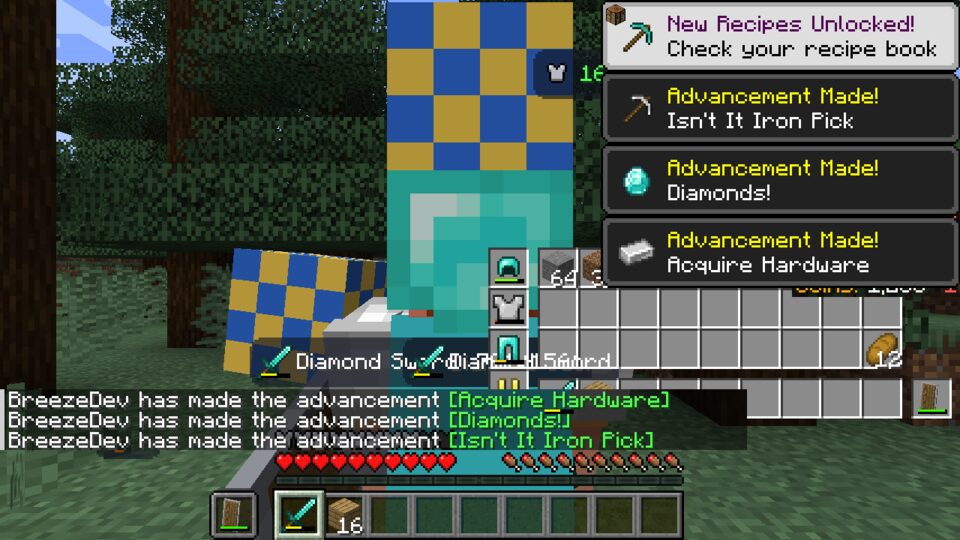 New Recipes Unlocked!
Check your recipe book
16
Advancement Made!
Isn't It Iron Pick
Advancement Made!
Diamonds!
Advancement Made!
Acquire Hardware
64
12
Diamond
BreezeDev has made the advancement [Acquire Hardware]
BreezeDev has made the advancement [Diamonds!]
BreezeDev has made the advancement [Isn't It Iron Pick]
16